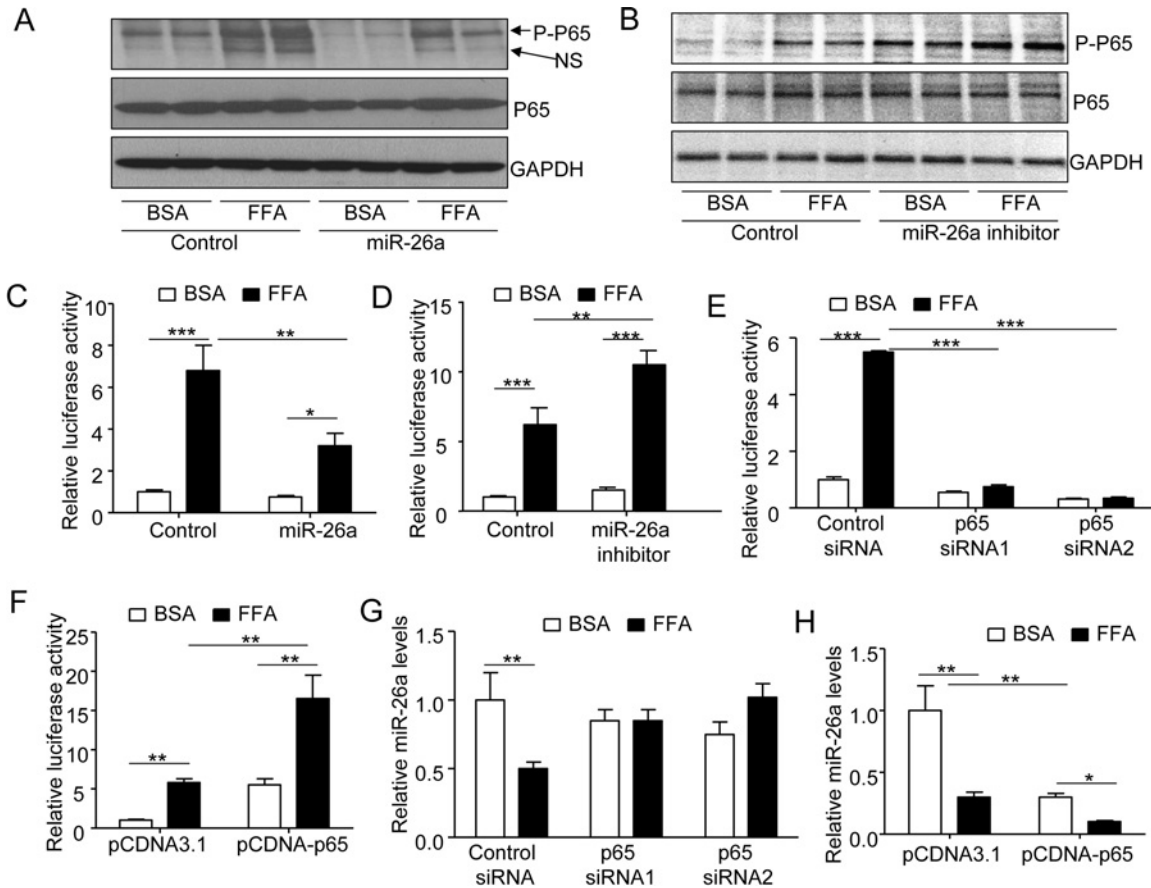 A
P-P65
NS
P65
GAPDH
BSA FFA BSA FFA
Control miR-26a
B
P-P65
P65
GAPDH
BSA FFA BSA FFA
Control miR-26a inhibitor
C
BSA FFA
Relative luciferase activity
10
8
6
4
2
0
***
**
*
Control miR-26a
D
BSA FFA
Relative luciferase activity
15
10
5
0
**
***
***
Control miR-26a
inhibitor
E
BSA FFA
Relative luciferase activity
6
4
2
0
***
***
***
Control p65 p65
siRNA siRNA1 siRNA2
F
BSA FFA
Relative luciferase activity
25
20
15
10
5
0
**
**
**
pCDNA3.1 pCDNA-p65
G
BSA FFA
Relative miR-26a levels
1.5
1.0
0.5
0.0
**
Control p65 p65
siRNA siRNA1 siRNA2
H
BSA FFA
Relative miR-26a levels
1.5
1.0
0.5
0.0
**
**
*
pCDNA3.1 pCDNA-p65